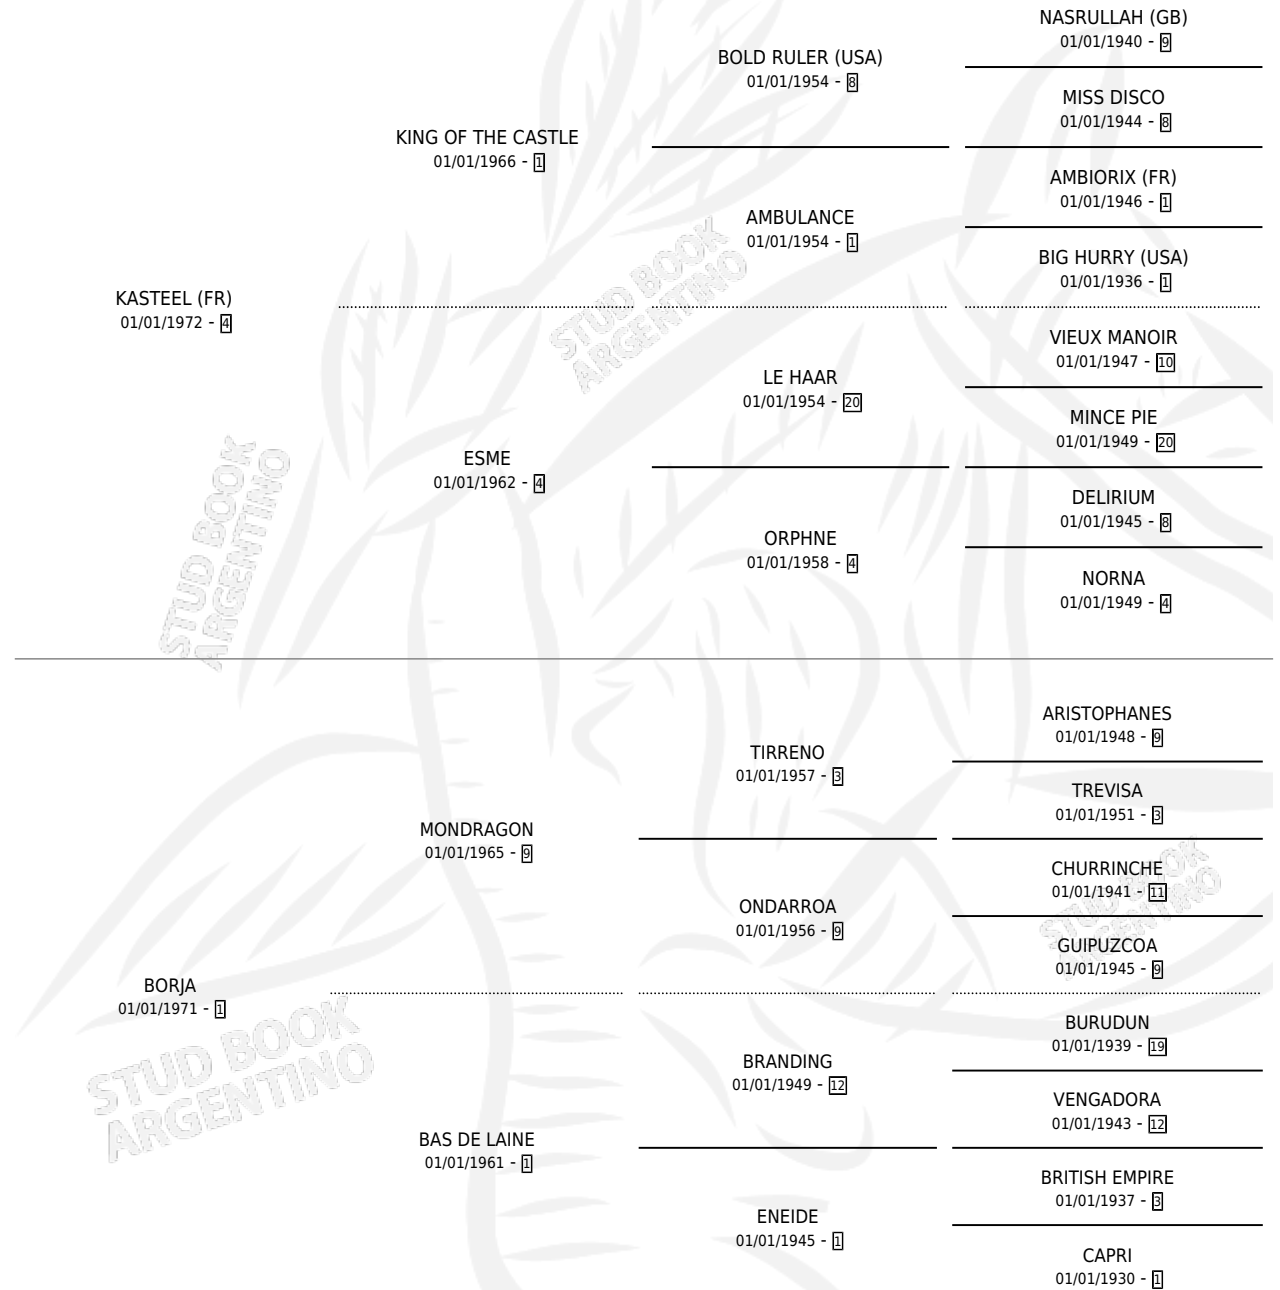 NASRULLAH (GB)
01/01/1940 - 9
BOLD RULER (USA)
01/01/1954 - 8
MISS DISCO
01/01/1944 - 8
KING OF THE CASTLE
01/01/1966 - 1
AMBIORIX (FR)
01/01/1946 - 1
AMBULANCE
01/01/1954 - 1
BIG HURRY (USA)
01/01/1936 - 1
KASTEEL (FR)
01/01/1972 - 4
STUD BOOK
ARGENTINO
VIEUX MANOIR
01/01/1947 - 10
LE HAAR
01/01/1954 - 20
MINCE PIE
01/01/1949 - 20
ESME
01/01/1962 - 4
DELIRIUM
01/01/1945 - 8
ORPHNE
01/01/1958 - 4
NORNA
01/01/1949 - 4
STUD BOOK
ARGENTINO
ARISTOPHANES
01/01/1948 - 9
TIRRENO
01/01/1957 - 3
TREVISA
01/01/1951 - 3
MONDRAGON
01/01/1965 - 9
CHURRINCHE
01/01/1941 - 11
ONDARROA
01/01/1956 - 9
STUD BOOK
ARGENTINO
GUIPUZCOA
01/01/1945 - 9
BORJA
01/01/1971 - 1
BURUDUN
01/01/1939 - 19
BRANDING
01/01/1949 - 12
STUD BOOK
ARGENTINO
VENGADORA
01/01/1943 - 12
BAS DE LAINE
01/01/1961 - 1
BRITISH EMPIRE
01/01/1937 - 3
ENEIDE
01/01/1945 - 1
CAPRI
01/01/1930 - 1